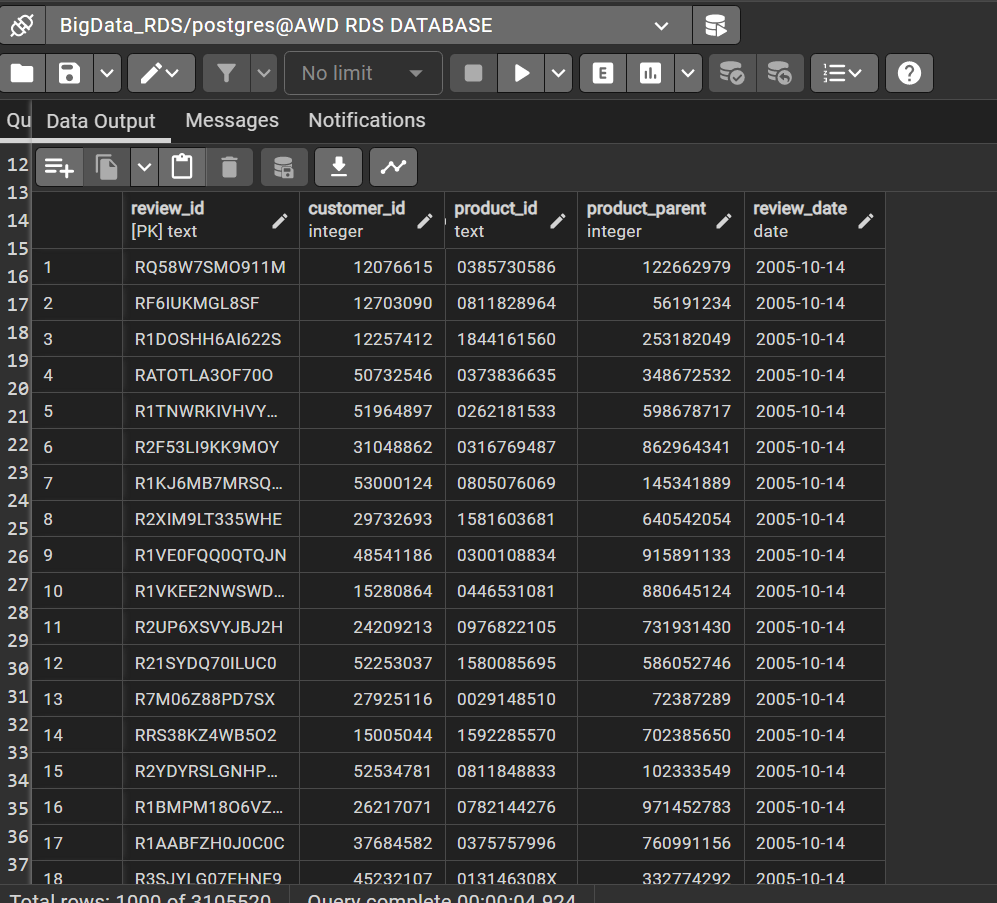 BigData_RDS/postgres@AWD RDS DATABASE
No limit
E
Qu Data Output Messages Notifications
review_id [PK] text customer_id integer product_id text product_parent integer review_date date
1 RQ58W7SMO911M 12076615 0385730586 122662979 2005-10-14
2 RF6IUKMGL8SF 12703090 0811828964 56191234 2005-10-14
3 R1DOSHH6AI622S 12257412 1844161560 253182049 2005-10-14
4 RATOTLA3OF70O 50732546 0373836635 348672532 2005-10-14
5 R1TNWRKIVHVY… 51964897 0262181533 598678717 2005-10-14
6 R2F53LI9KK9MOY 31048862 0316769487 862964341 2005-10-14
7 R1KJ6MB7MRSQ… 53000124 0805076069 145341889 2005-10-14
8 R2XIM9LT335WHE 29732693 1581603681 640542054 2005-10-14
9 R1VE0FQQ0QTQJN 48541186 0300108834 915891133 2005-10-14
10 R1VKEE2NWSWD… 15280864 0446531081 880645124 2005-10-14
11 R2UP6XSVYJBJ2H 24209213 0976822105 731931430 2005-10-14
12 R21SYDQ70ILUC0 52253037 1580085695 586052746 2005-10-14
13 R7M06Z88PD7SX 27925116 0029148510 72387289 2005-10-14
14 RRS38KZ4WB5O2 15005044 1592285570 702385650 2005-10-14
15 R2YDYRSLGNHP… 52534781 0811848833 102333549 2005-10-14
16 R1BMPM18O6VZ… 26217071 0782144276 971452783 2005-10-14
17 R1AABFZH0J0C0C 37684582 0375757996 760991156 2005-10-14
18 R3SJYLG07EHNE9 45232107 013146308X 332774292 2005-10-14
12
13
14
15
16
17
18
19
20
21
22
23
24
25
26
27
28
29
30
31
32
33
34
35
36
37
Total rows: 1000 of 3105520 Query complete 00:00:04.924